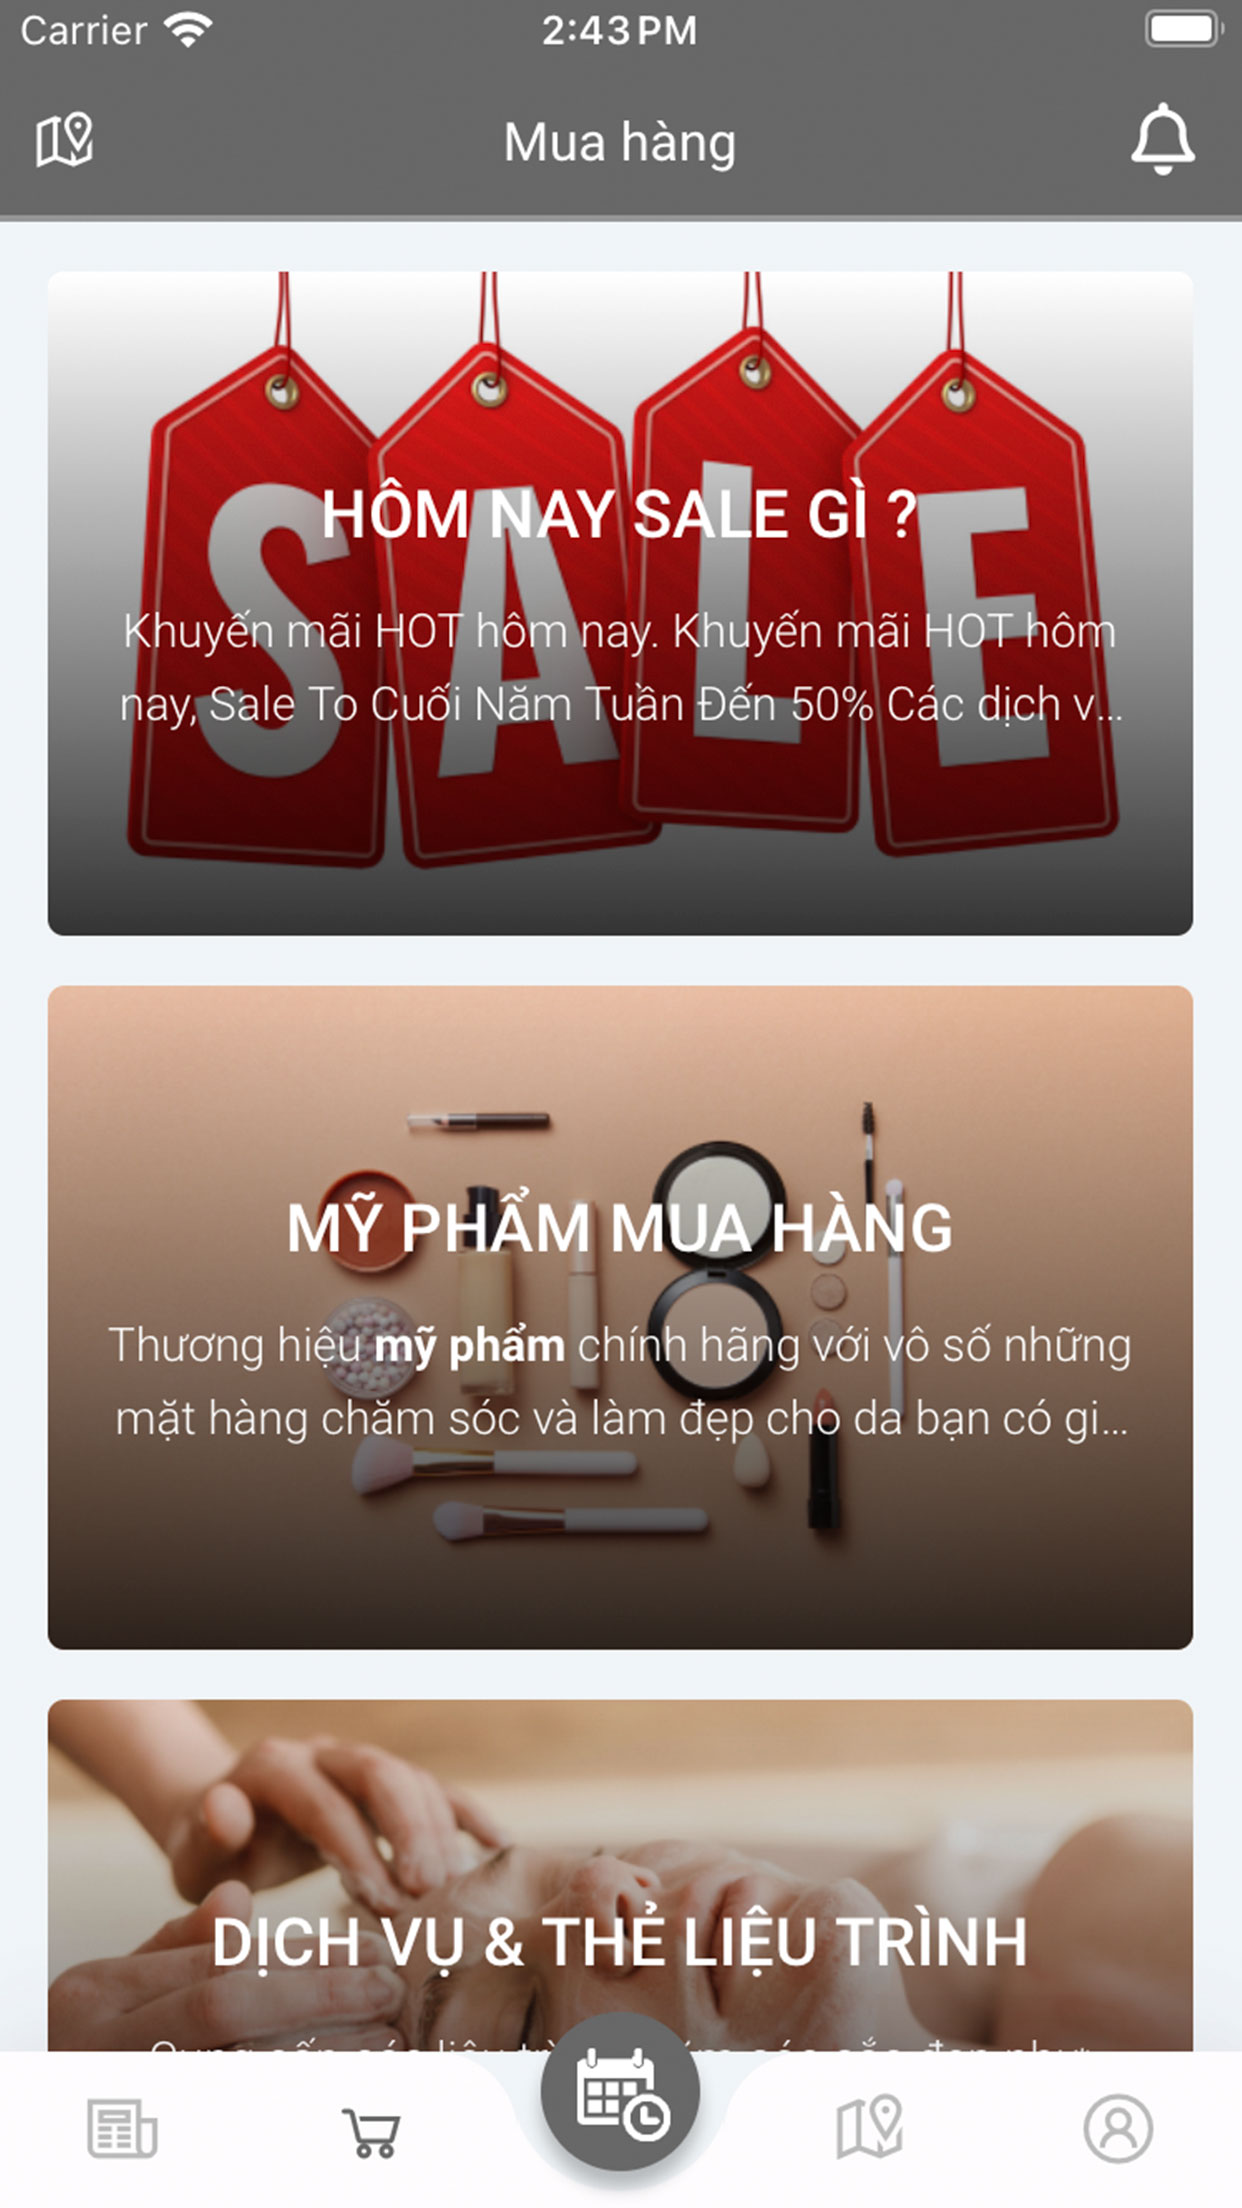 Carrier 2:43 PM
Mua hàng
SALE
HÔM NAY SALE GÌ ?
Khuyến mãi HOT hôm nay. Khuyến mãi HOT hôm
nay, Sale To Cuối Năm Tuần Đến 50% Các dịch v...
MỸ PHẨM MUA HÀNG
Thương hiệu mỹ phẩm chính hãng với vô số những
mặt hàng chăm sóc và làm đẹp cho da bạn có gi...
DỊCH VỤ & THẺ LIỆU TRÌNH